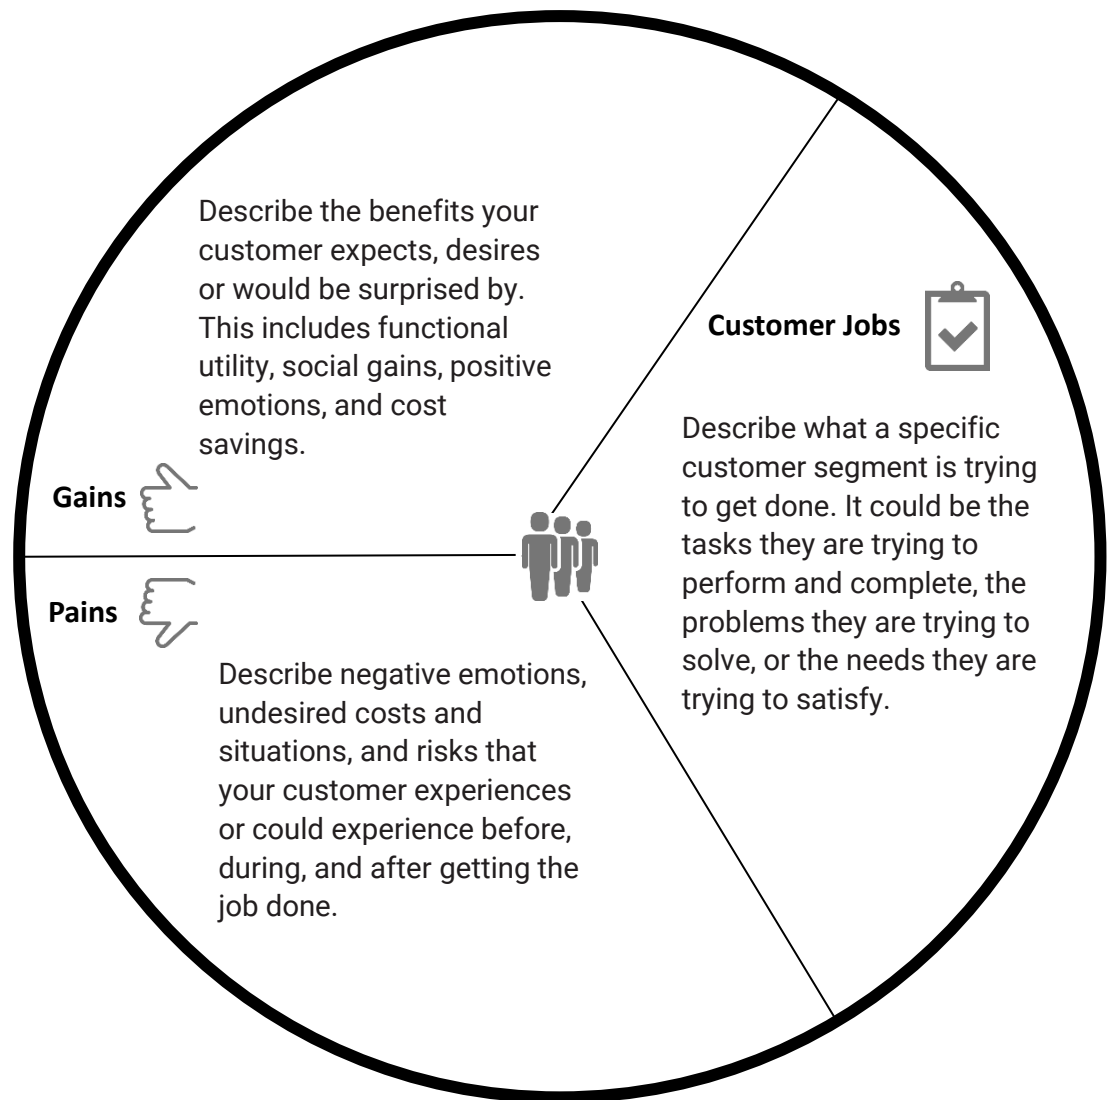 Describe the benefits your
customer expects, desires
or would be surprised by.
This includes functional
utility, social gains, positive
emotions, and cost
savings.
Gains
Pains
Describe negative emotions,
undesired costs and
situations, and risks that
your customer experiences
or could experience before,
during, and after getting the
job done.
Customer Jobs
Describe what a specific
customer segment is trying
to get done. It could be the
tasks they are trying to
perform and complete, the
problems they are trying to
solve, or the needs they are
trying to satisfy.